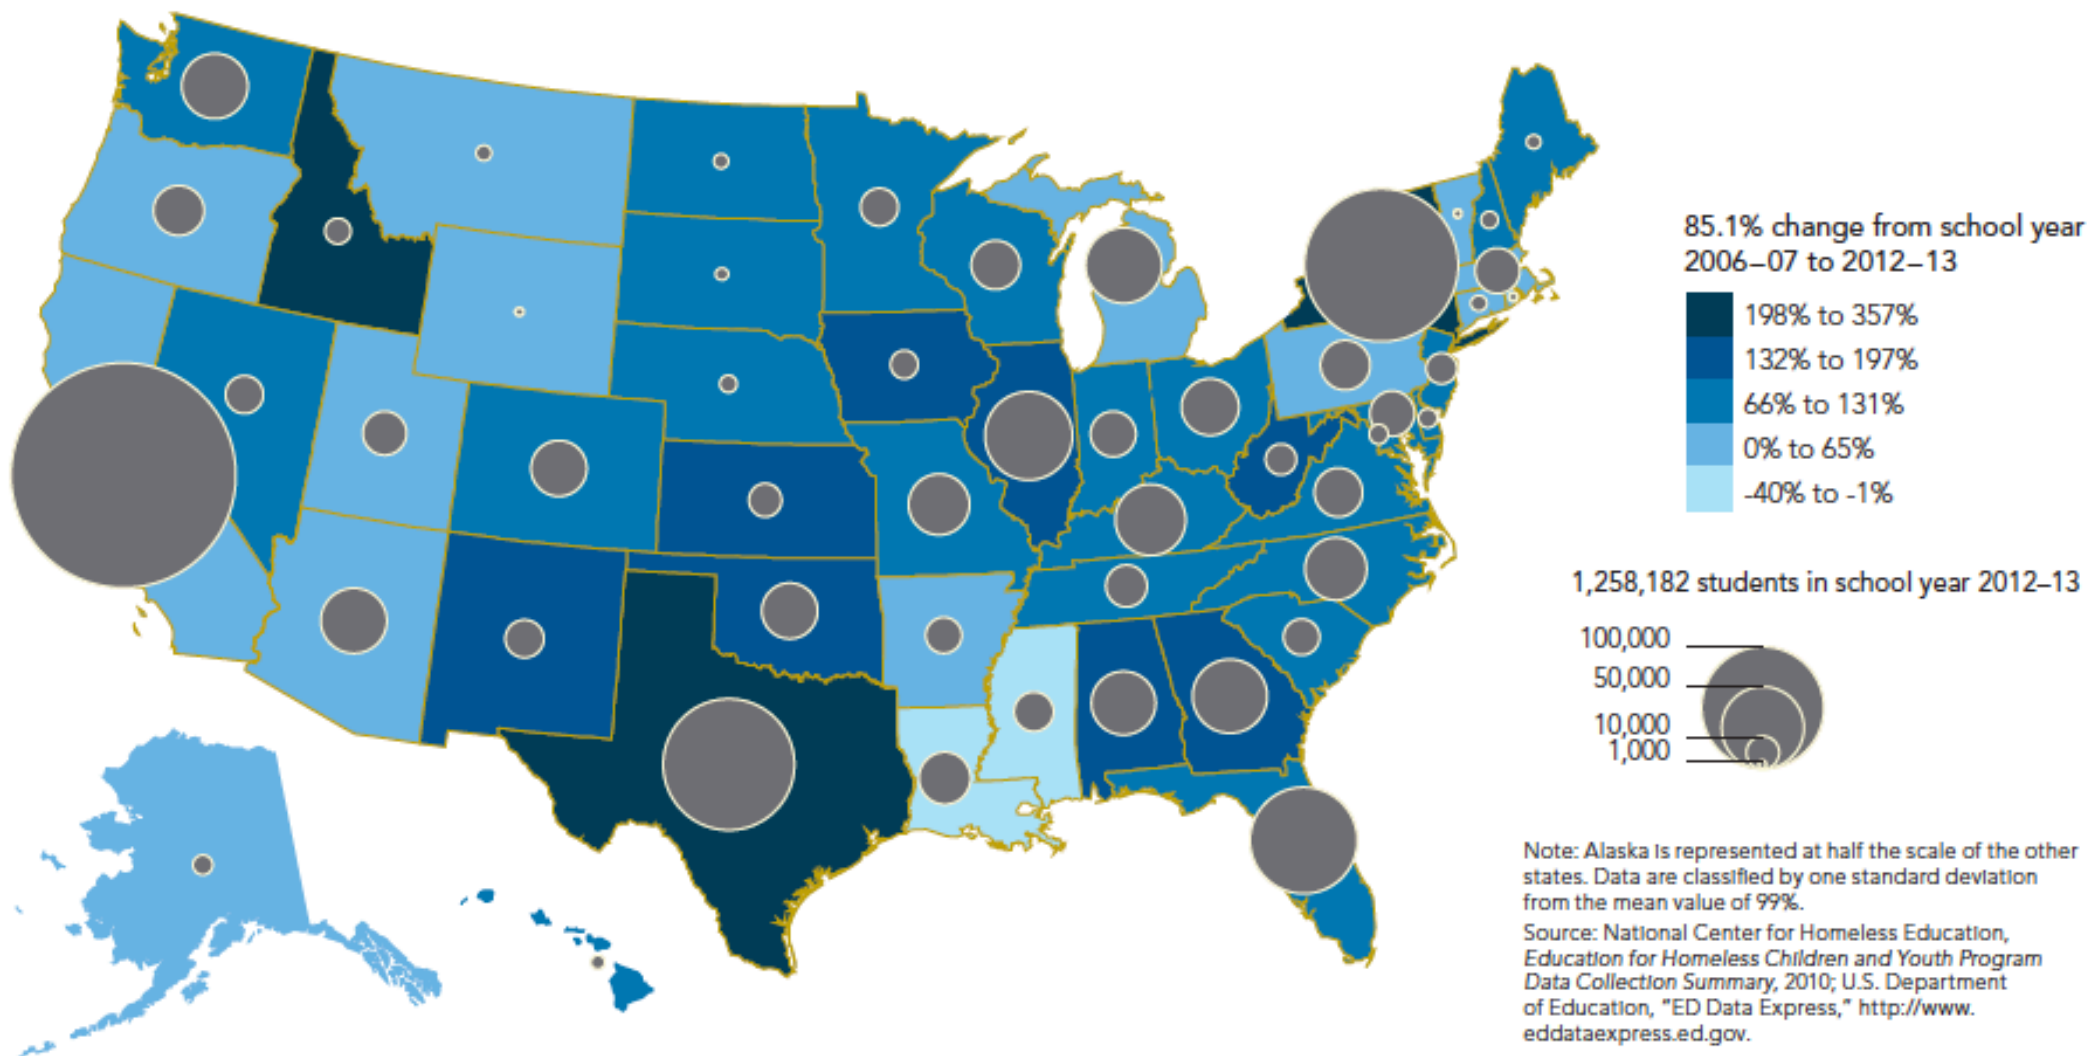 85.1% change from school year
2006–07 to 2012–13
198% to 357%
132% to 197%
66% to 131%
0% to 65%
-40% to -1%
1,258,182 students in school year 2012–13
100,000
50,000
10,000
1,000
Note: Alaska is represented at half the scale of the other
states. Data are classified by one standard deviation
from the mean value of 99%.
Source: National Center for Homeless Education,
Education for Homeless Children and Youth Program
Data Collection Summary, 2010; U.S. Department
of Education, "ED Data Express," http://www.
eddataexpress.ed.gov.